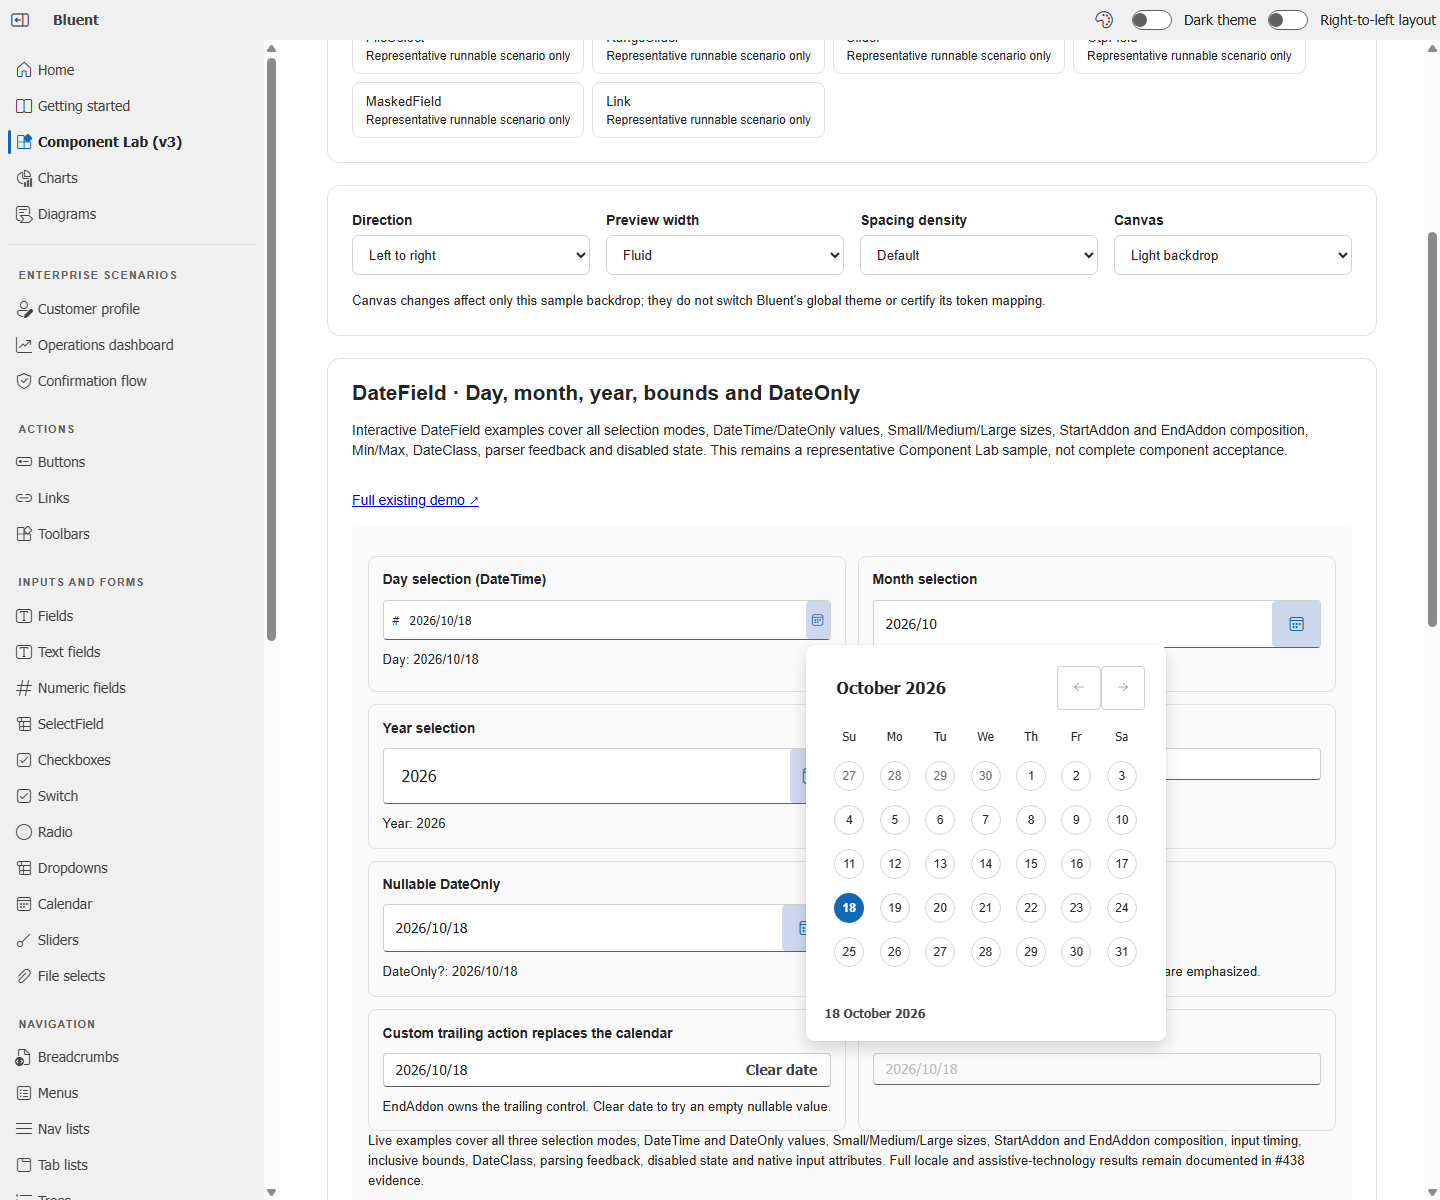 Bluent
Dark theme
Right-to-left layout
Home
Getting started
Component Lab (v3)
Charts
Diagrams
ENTERPRISE SCENARIOS
Customer profile
Operations dashboard
Confirmation flow
ACTIONS
Buttons
Links
Toolbars
INPUTS AND FORMS
Fields
Text fields
Numeric fields
SelectField
Checkboxes
Switch
Radio
Dropdowns
Calendar
Sliders
File selects
NAVIGATION
Breadcrumbs
Menus
Nav lists
Tab lists
Representative runnable scenario only
Representative runnable scenario only
Representative runnable scenario only
Representative runnable scenario only
MaskedField
Representative runnable scenario only
Link
Representative runnable scenario only
Direction
Left to right
Preview width
Fluid
Spacing density
Default
Canvas
Light backdrop
Canvas changes affect only this sample backdrop; they do not switch Bluent's global theme or certify its token mapping.
DateField · Day, month, year, bounds and DateOnly
Interactive DateField examples cover all selection modes, DateTime/DateOnly values, Small/Medium/Large sizes, StartAddon and EndAddon composition,
Min/Max, DateClass, parser feedback and disabled state. This remains a representative Component Lab sample, not complete component acceptance.
Full existing demo ↗
Day selection (DateTime)
# 2026/10/18
Day: 2026/10/18
Month selection
2026/10
Year selection
2026
Year: 2026
Nullable DateOnly
2026/10/18
DateOnly?: 2026/10/18
are emphasized.
Custom trailing action replaces the calendar
2026/10/18 Clear date
EndAddon owns the trailing control. Clear date to try an empty nullable value.
2026/10/18
October 2026
Su Mo Tu We Th Fr Sa
27 28 29 30 1 2 3
4 5 6 7 8 9 10
11 12 13 14 15 16 17
18 19 20 21 22 23 24
25 26 27 28 29 30 31
18 October 2026
Live examples cover all three selection modes, DateTime and DateOnly values, Small/Medium/Large sizes, StartAddon and EndAddon composition, input timing,
inclusive bounds, DateClass, parsing feedback, disabled state and native input attributes. Full locale and assistive-technology results remain documented in #438
evidence.